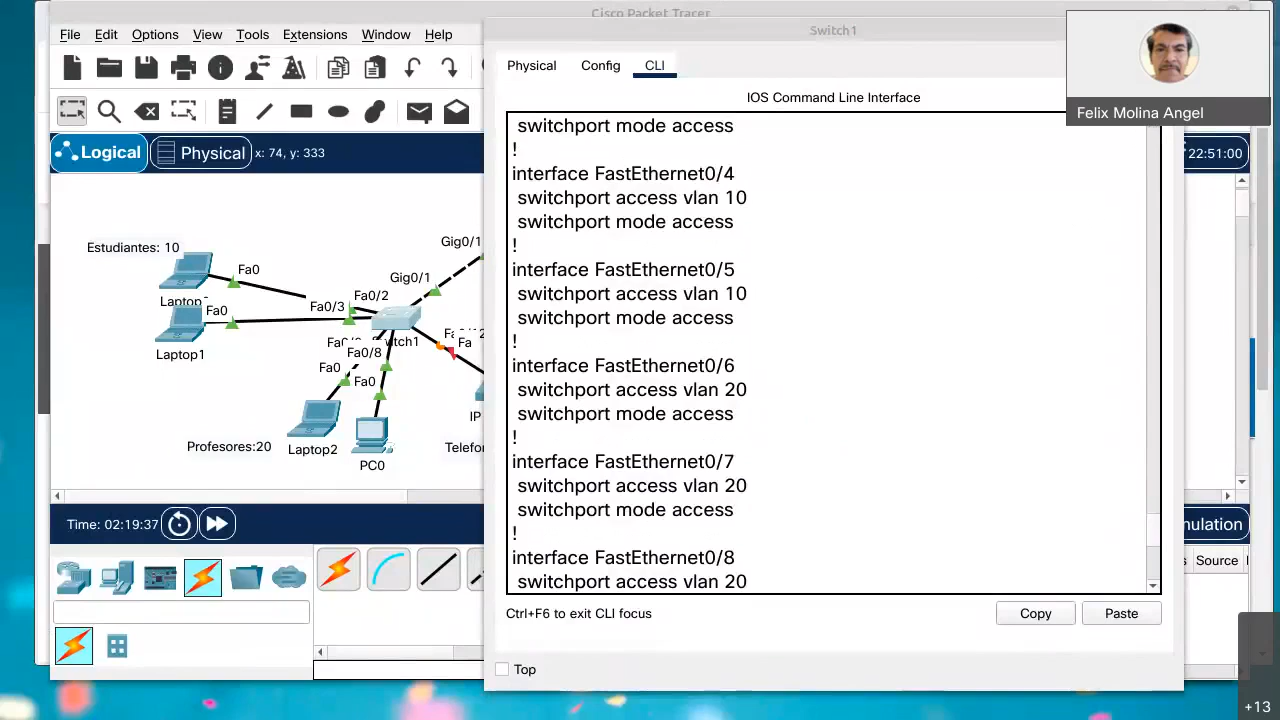 Cisco Packet Tracer
File Edit Options View Tools Extensions Window Help
Switch1
Physical Config CLI
IOS Command Line Interface
Felix Molina Angel
Logical Physical x: 74, y: 333
22:51:00
switchport mode access
!
interface FastEthernet0/4
switchport access vlan 10
switchport mode access
!
interface FastEthernet0/5
switchport access vlan 10
switchport mode access
!
interface FastEthernet0/6
switchport access vlan 20
switchport mode access
!
interface FastEthernet0/7
switchport access vlan 20
switchport mode access
!
interface FastEthernet0/8
switchport access vlan 20
Ctrl+F6 to exit CLI focus
Copy Paste
Top
Gig0/1
Estudiantes: 10
Fa0
Gig0/1
Fa0/2
Fa0/3
Fa0
Laptop1
Fa0/8
Fa
Fa0
Fa0
Profesores:20
Laptop2
PC0
IP
Time: 02:19:37
Source
+13